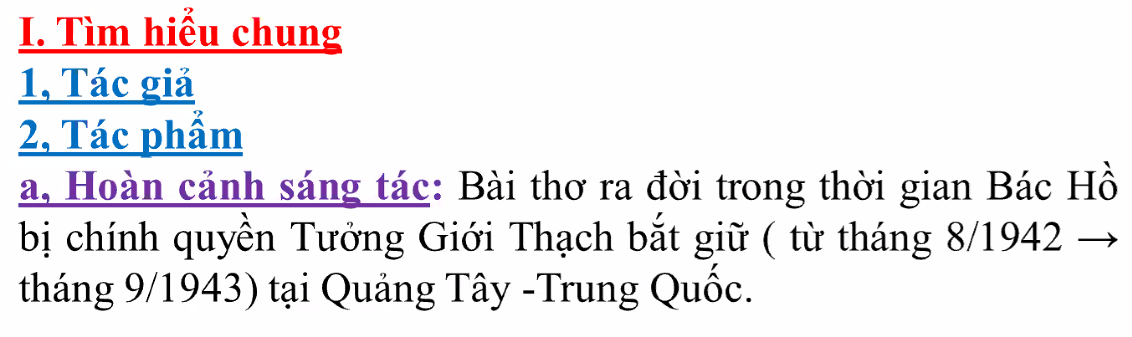 I. Tìm hiểu chung
1, Tác giả
2, Tác phẩm
a, Hoàn cảnh sáng tác: Bài thơ ra đời trong thời gian Bác Hồ
bị chính quyền Tưởng Giới Thạch bắt giữ ( từ tháng 8/1942 →
tháng 9/1943) tại Quảng Tây -Trung Quốc.